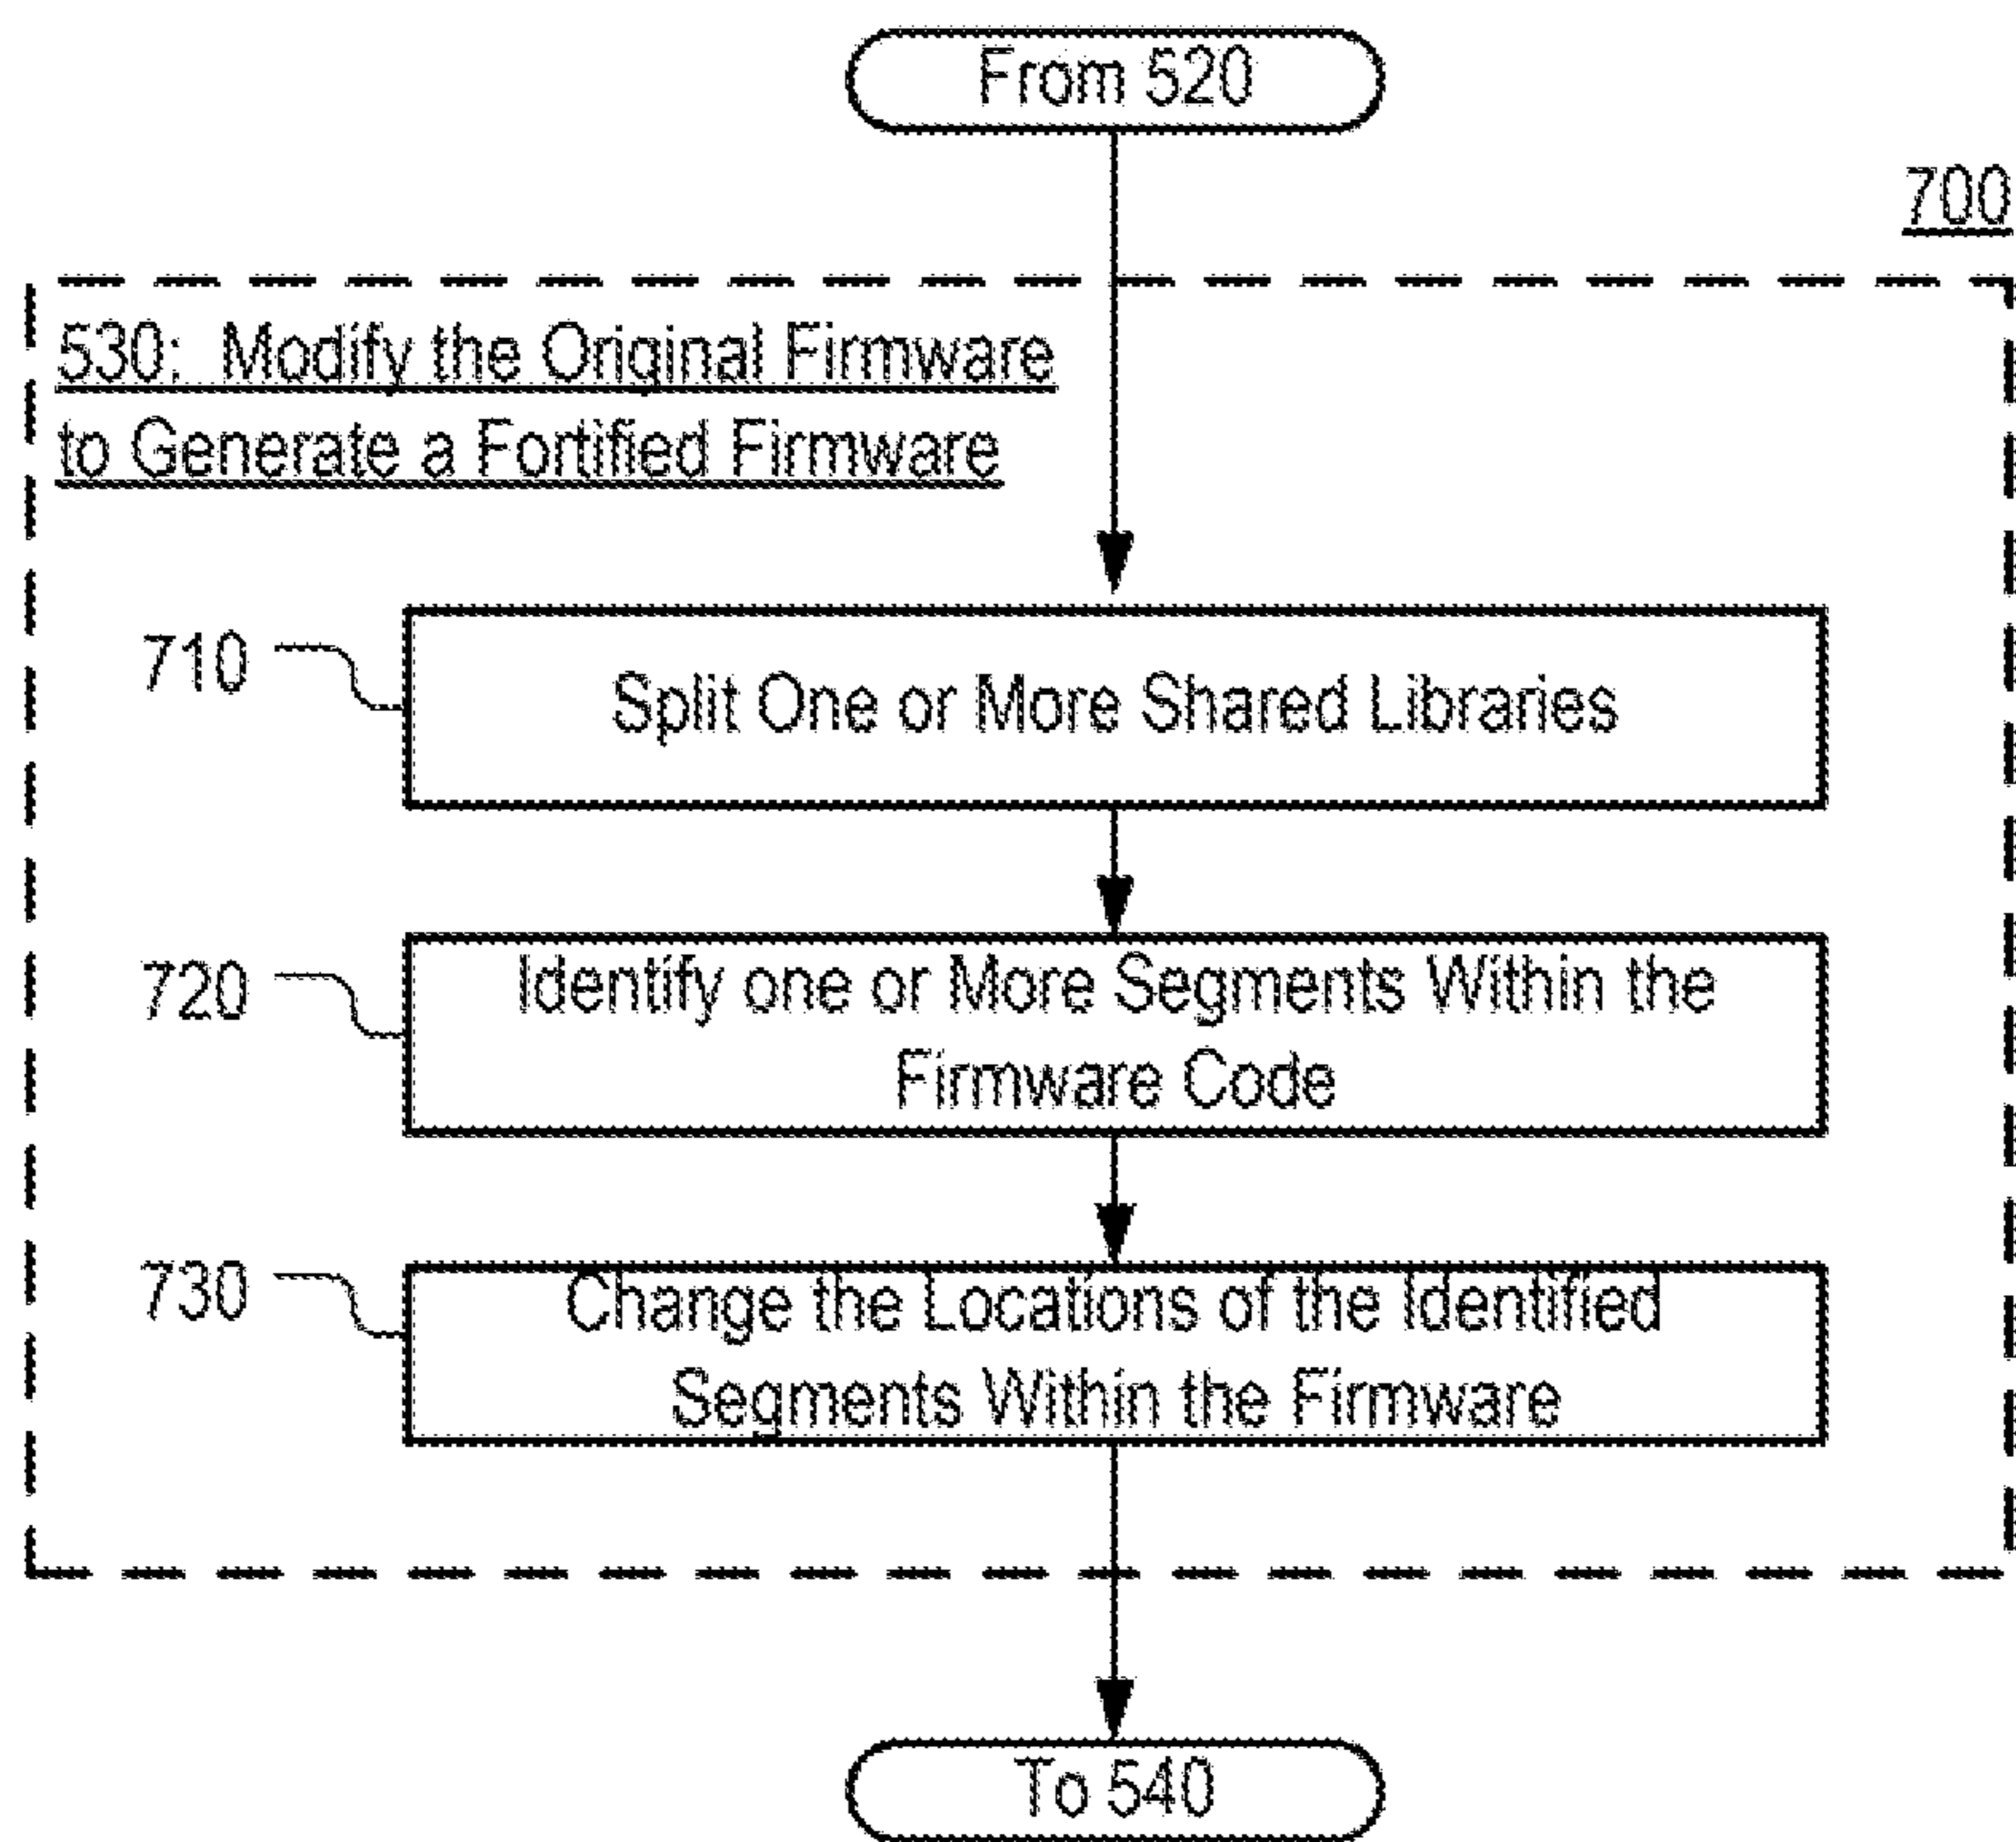 From 520
700
530: Modify the Original Firmware
to Generate a Fortified Firmware
710
Split One or More Shared Libraries
720
Identify one or More Segments Within the
Firmware Code
730
Change the Locations of the Identified
Segments Within the Firmware
To 540